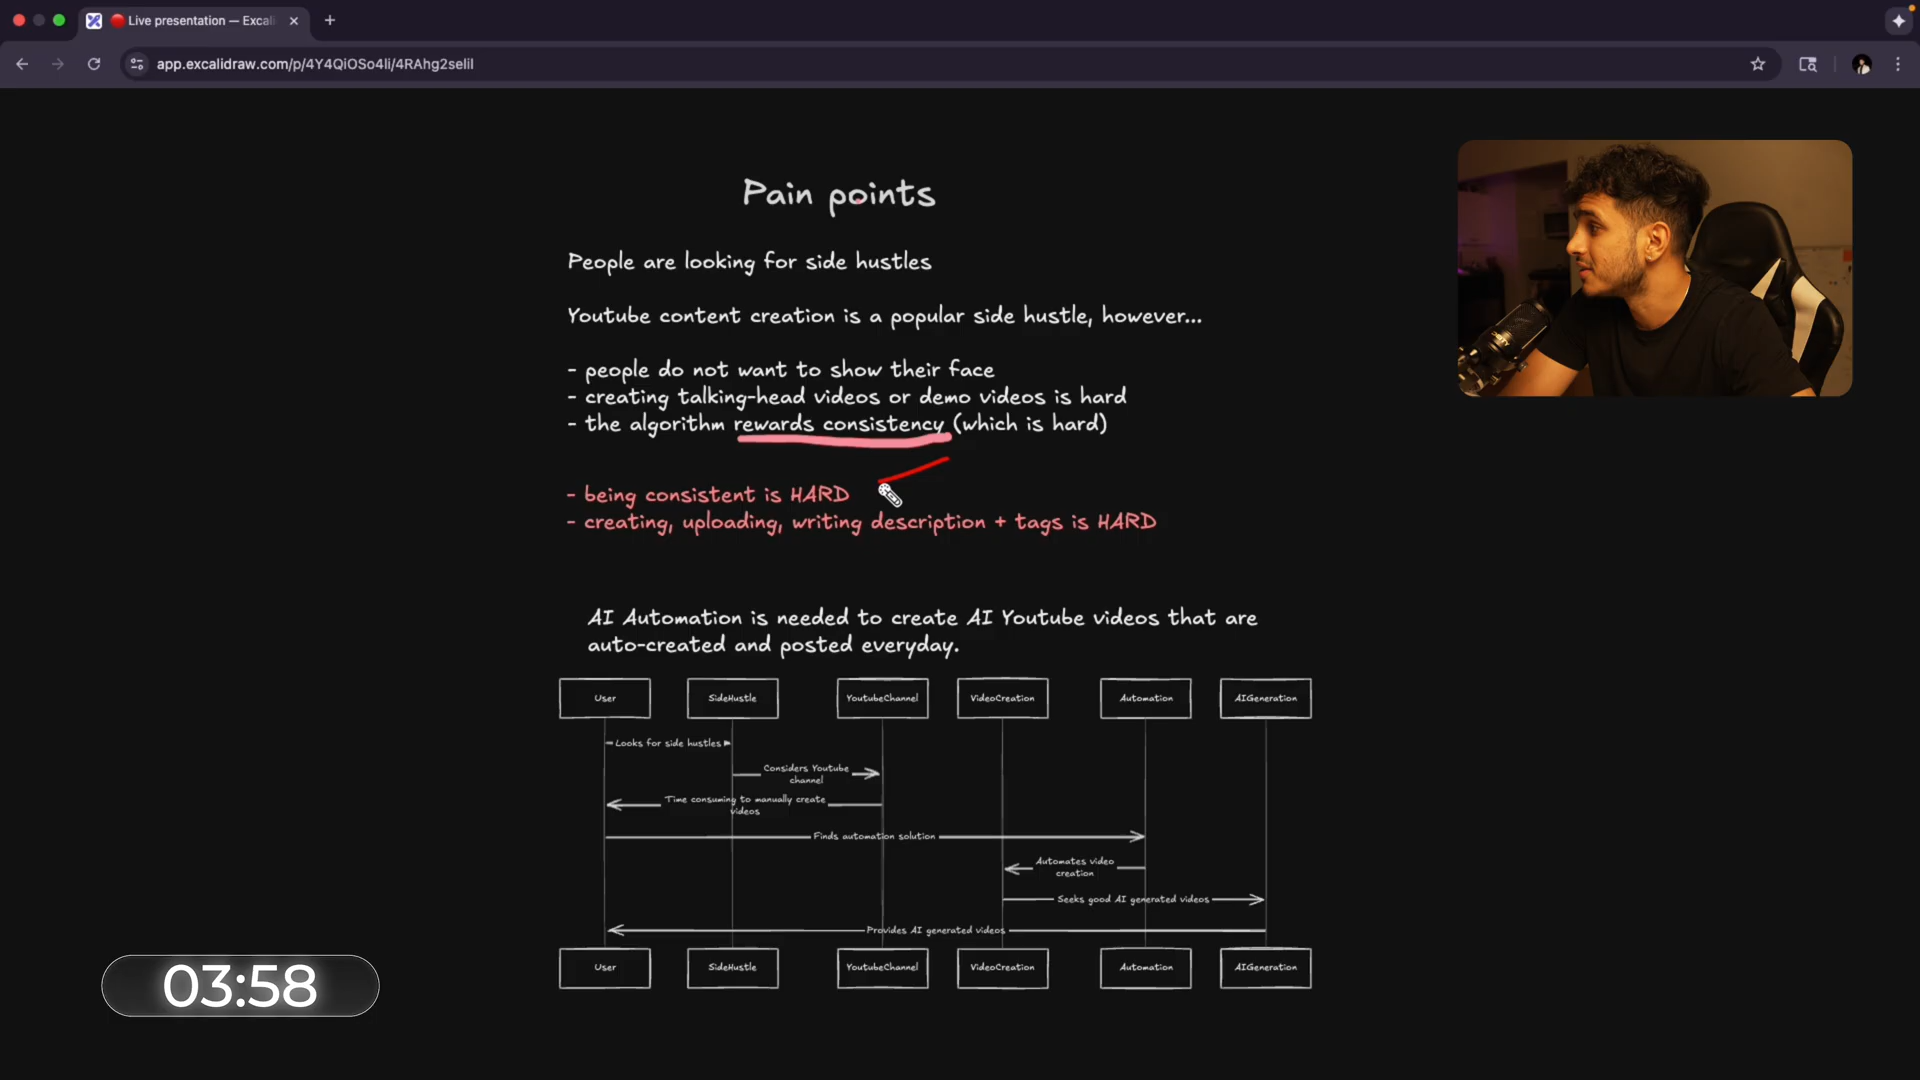 Live presentation — Excali
app.excalidraw.com/p/4Y4QiOSo4li/4RAhg2selil
Pain points
People are looking for side hustles
Youtube content creation is a popular side hustle, however...
- people do not want to show their face
- creating talking-head videos or demo videos is hard
- the algorithm rewards consistency (which is hard)
- being consistent is HARD
- creating, uploading, writing description + tags is HARD
AI Automation is needed to create AI Youtube videos that are
auto-created and posted everyday.
User SideHustle YoutubeChannel VideoCreation Automation AIGeneration
Looks for side hustles
Considers Youtube
channel
Time consuming to manually create
videos
Finds automation solution
Automates video
creation
Seeks good AI generated videos
Provides AI generated videos
User SideHustle YoutubeChannel VideoCreation Automation AIGeneration
03:58